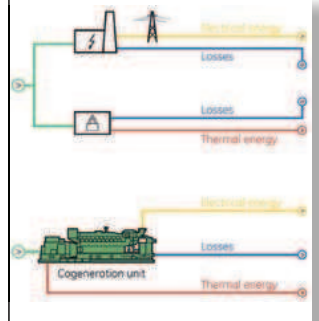 Electrical energy
Losses
Losses
Thermal energy
Electrical energy
Losses
Cogeneration unit
Thermal energy